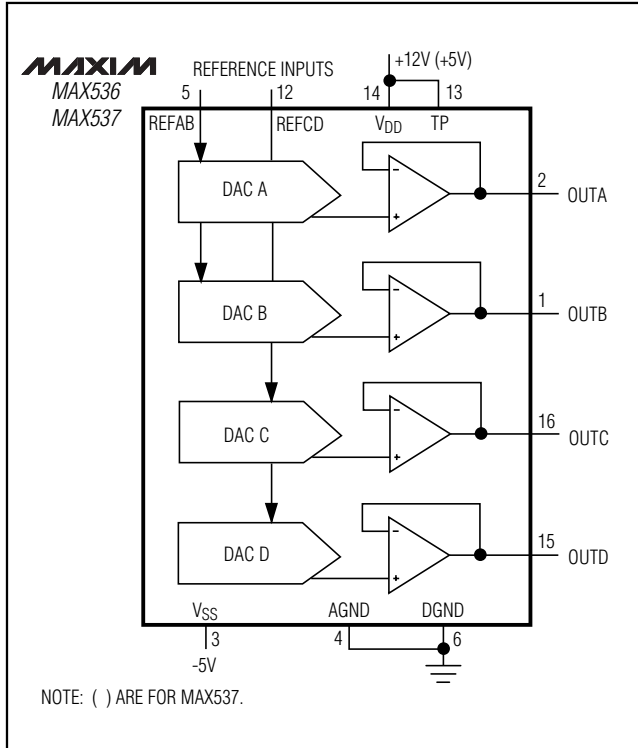 MAXIM
MAX536
MAX537
REFERENCE INPUTS
+12V (+5V)
5
12
14
13
REFAB
REFCD
VDD
TP
DAC A
-
+
2
OUTA
DAC B
-
+
1
OUTB
DAC C
-
+
16
OUTC
DAC D
-
+
15
OUTD
VSS
AGND
DGND
3
4
6
-5V
NOTE: ( ) ARE FOR MAX537.